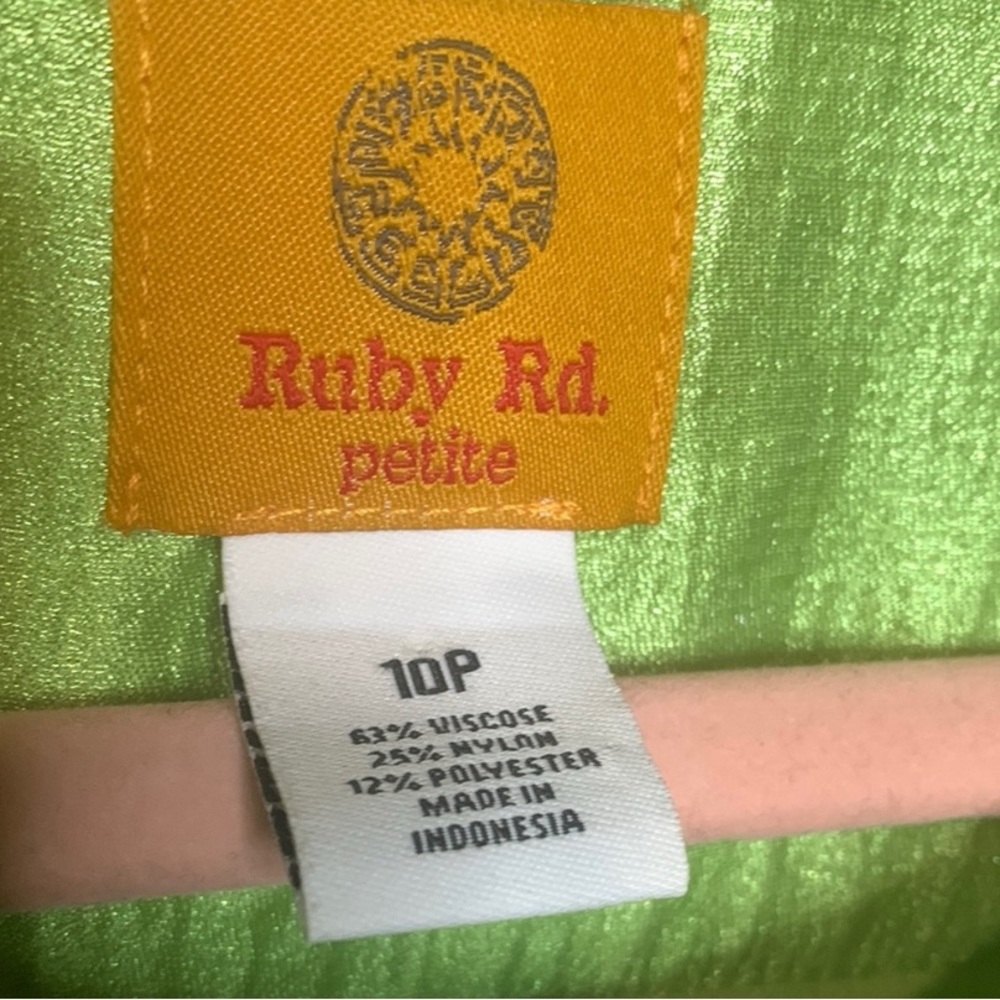 Ruby Rd.
petite
10P
63% VISCOSE
25% NYLON
12% POLYESTER
MADE IN
INDONESIA